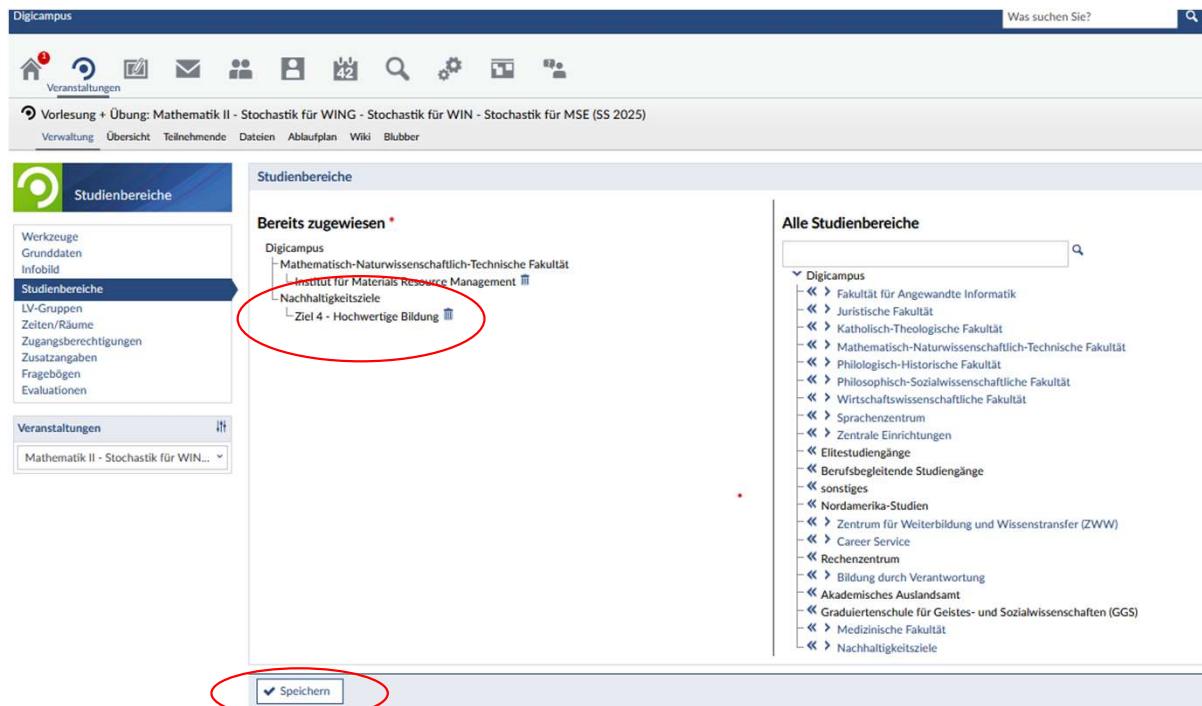 Digicampus
Was suchen Sie?
1
42
Veranstaltungen
Vorlesung + Übung: Mathematik II - Stochastik für WING - Stochastik für WIN - Stochastik für MSE (SS 2025)
Verwaltung Übersicht Teilnehmende Dateien Ablaufplan Wiki Blubber
Studienbereiche
Werkzeuge
Grunddaten
Infobild
Studienbereiche
LV-Gruppen
Zeiten/Räume
Zugangsberechtigungen
Zusatzangaben
Fragebögen
Evaluationen
Veranstaltungen
Mathematik II - Stochastik für WIN...
Studienbereiche
Bereits zugewiesen *
Digicampus
Mathematisch-Naturwissenschaftlich-Technische Fakultät
Institut für Materials Resource Management
Nachhaltigkeitsziele
Ziel 4 - Hochwertige Bildung
Alle Studienbereiche
Digicampus
Fakultät für Angewandte Informatik
Juristische Fakultät
Katholisch-Theologische Fakultät
Mathematisch-Naturwissenschaftlich-Technische Fakultät
Philologisch-Historische Fakultät
Philosophisch-Sozialwissenschaftliche Fakultät
Wirtschaftswissenschaftliche Fakultät
Sprachenzentrum
Zentrale Einrichtungen
Elitestudiengänge
Berufsbegleitende Studiengänge
sonstiges
Nordamerika-Studien
Zentrum für Weiterbildung und Wissenstransfer (ZWW)
Career Service
Rechenzentrum
Bildung durch Verantwortung
Akademisches Auslandsamt
Graduiertenschule für Geistes- und Sozialwissenschaften (GGS)
Medizinische Fakultät
Nachhaltigkeitsziele
Speichern